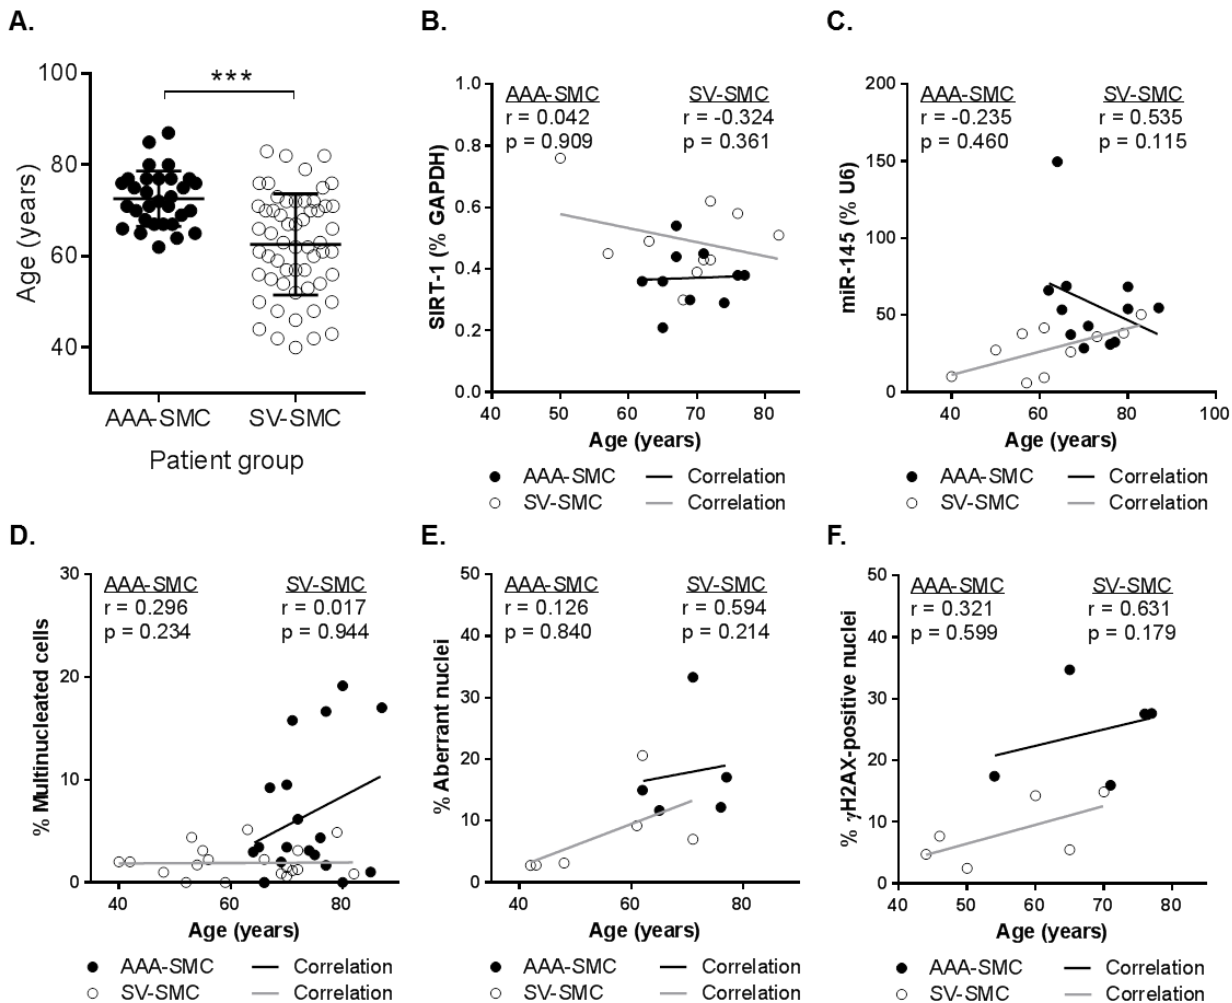 A.
100
80
60
40
Age (years)
***
AAA-SMC SV-SMC
Patient group
B.
1.0
0.8
0.6
0.4
0.2
0.0
SIRT-1 (% GAPDH)
AAA-SMC SV-SMC
r = 0.042 r = -0.324
p = 0.909 p = 0.361
40 50 60 70 80
Age (years)
AAA-SMC Correlation
SV-SMC Correlation
C.
200
150
100
50
0
miR-145 (% U6)
AAA-SMC SV-SMC
r = -0.235 r = 0.535
p = 0.460 p = 0.115
40 60 80 100
Age (years)
AAA-SMC Correlation
SV-SMC Correlation
D.
30
20
10
0
% Multinucleated cells
AAA-SMC SV-SMC
r = 0.296 r = 0.017
p = 0.234 p = 0.944
40 60 80
Age (years)
AAA-SMC Correlation
SV-SMC Correlation
E.
50
40
30
20
10
0
% Aberrant nuclei
AAA-SMC SV-SMC
r = 0.126 r = 0.594
p = 0.840 p = 0.214
40 60 80
Age (years)
AAA-SMC Correlation
SV-SMC Correlation
F.
50
40
30
20
10
0
% γH2AX-positive nuclei
AAA-SMC SV-SMC
r = 0.321 r = 0.631
p = 0.599 p = 0.179
40 50 60 70 80
Age (years)
AAA-SMC Correlation
SV-SMC Correlation